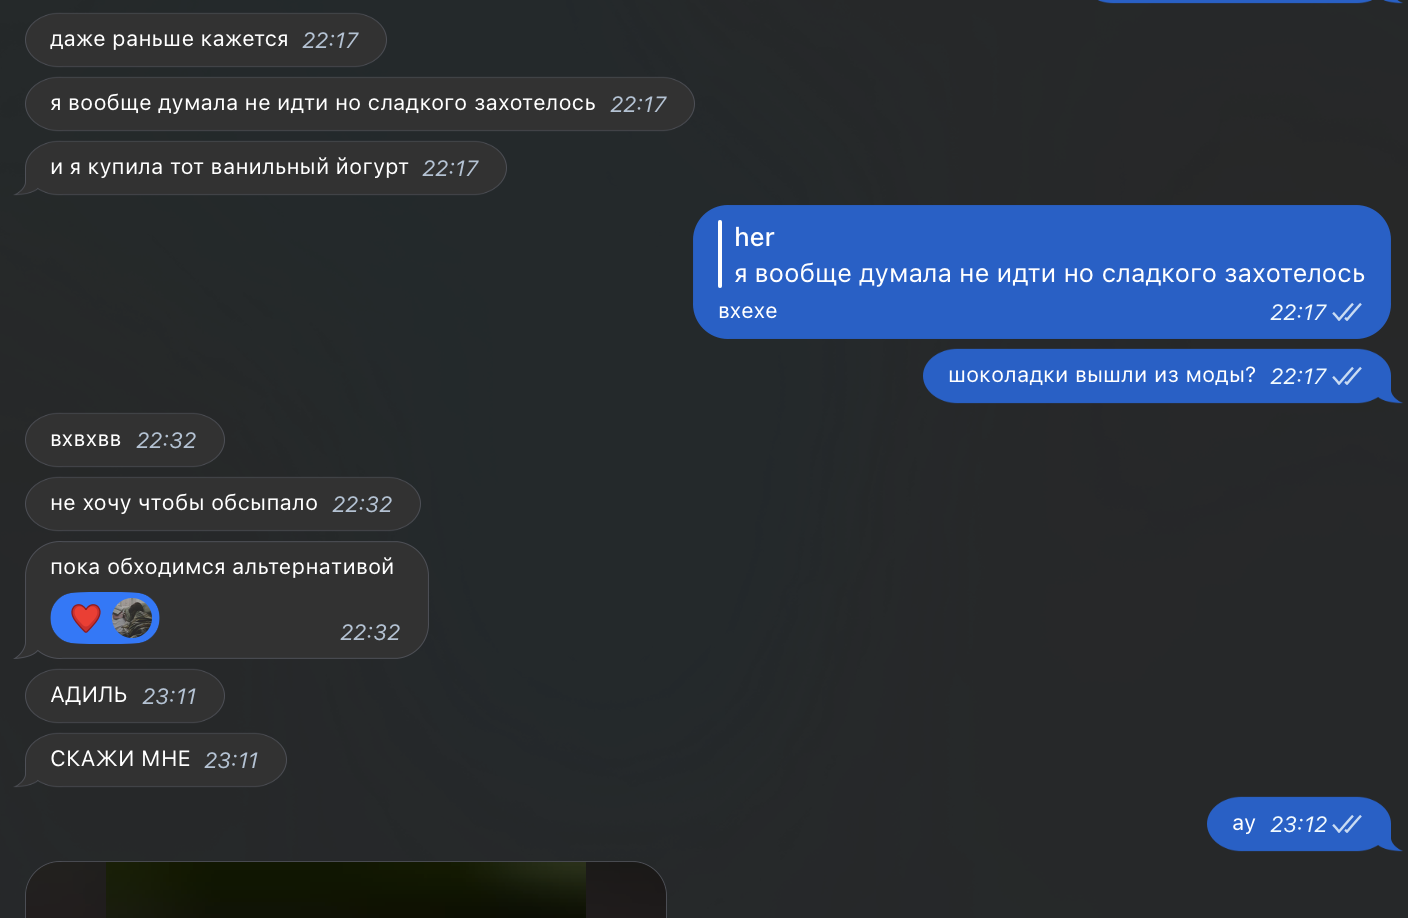 даже раньше кажется 22:17
я вообще думала не идти но сладкого захотелось 22:17
и я купила тот ванильный йогурт 22:17
her
я вообще думала не идти но сладкого захотелось
вхехе 22:17
шоколадки вышли из моды? 22:17
вхвхвв 22:32
не хочу чтобы обсыпало 22:32
пока обходимся альтернативой
22:32
АДИЛЬ 23:11
СКАЖИ МНЕ 23:11
ау 23:12